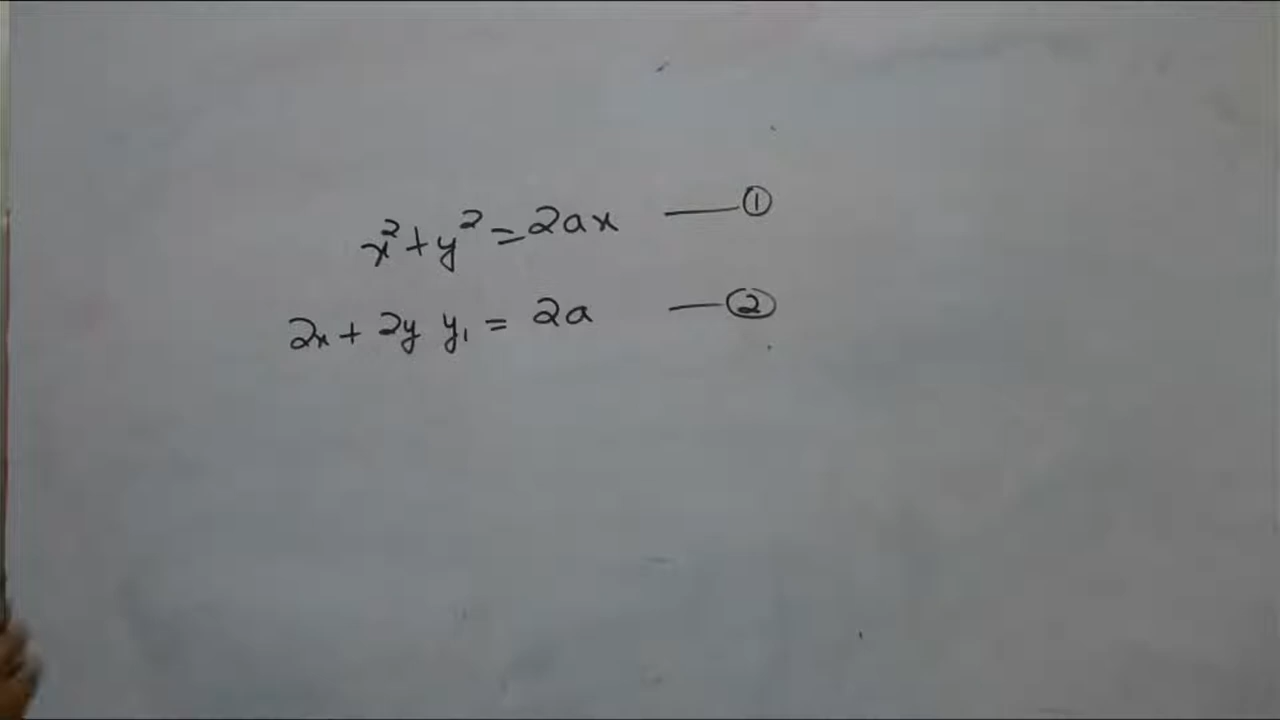 x² + y² = 2ax —— ①
2x + 2y y₁ = 2a —— ②